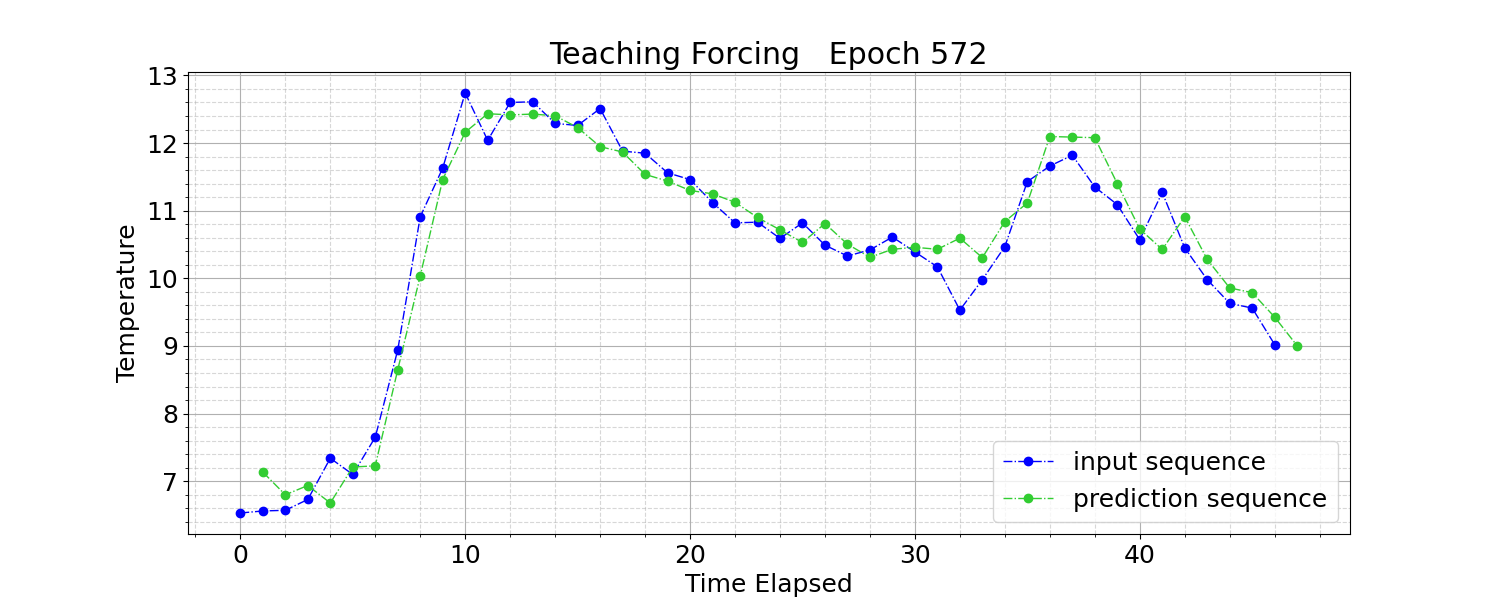 Teaching Forcing   Epoch 572
13
12
11
10
9
8
7
Temperature
0
10
20
30
40
Time Elapsed
input sequence
prediction sequence